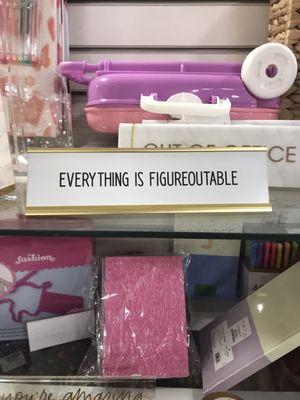 OUT OF OFFICE
EVERYTHING IS FIGUREOUTABLE
fashion
you're amazing